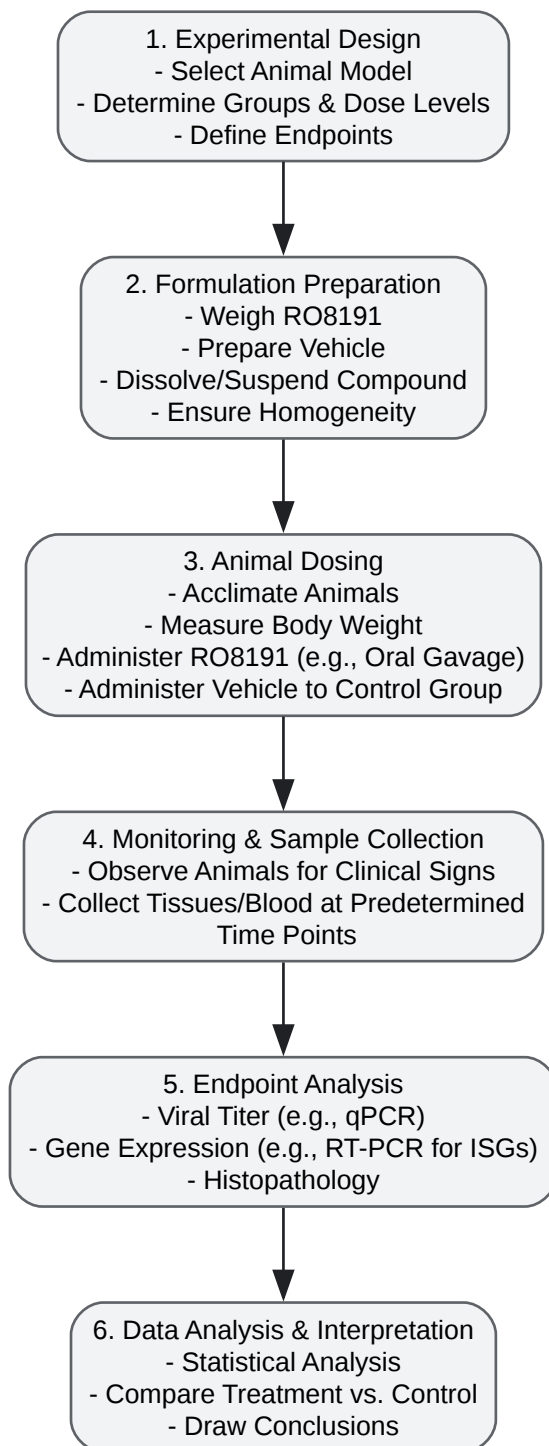 1. Experimental Design
- Select Animal Model
- Determine Groups & Dose Levels
- Define Endpoints
2. Formulation Preparation
- Weigh RO8191
- Prepare Vehicle
- Dissolve/Suspend Compound
- Ensure Homogeneity
3. Animal Dosing
- Acclimate Animals
- Measure Body Weight
- Administer RO8191 (e.g., Oral Gavage)
- Administer Vehicle to Control Group
4. Monitoring & Sample Collection
- Observe Animals for Clinical Signs
- Collect Tissues/Blood at Predetermined
Time Points
5. Endpoint Analysis
- Viral Titer (e.g., qPCR)
- Gene Expression (e.g., RT-PCR for ISGs)
- Histopathology
6. Data Analysis & Interpretation
- Statistical Analysis
- Compare Treatment vs. Control
- Draw Conclusions